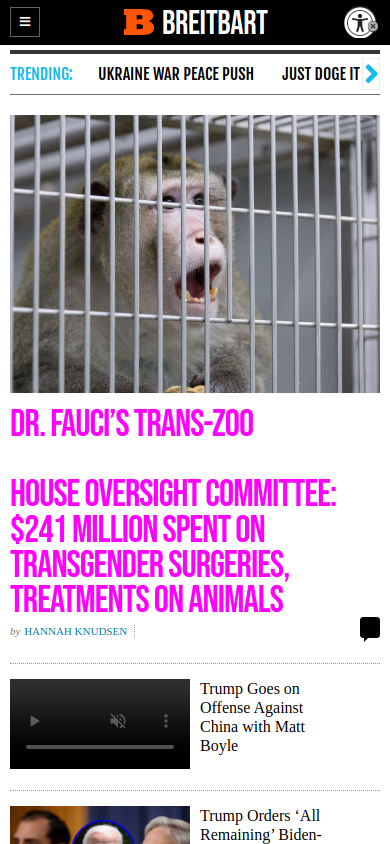 BREITBART
TRENDING: UKRAINE WAR PEACE PUSH JUST DOGE IT
DR. FAUCI’S TRANS-ZOO
HOUSE OVERSIGHT COMMITTEE:
$241 MILLION SPENT ON
TRANSGENDER SURGERIES,
TREATMENTS ON ANIMALS
by HANNAH KNUDSEN
Trump Goes on
Offense Against
China with Matt
Boyle
Trump Orders ‘All
Remaining’ Biden-